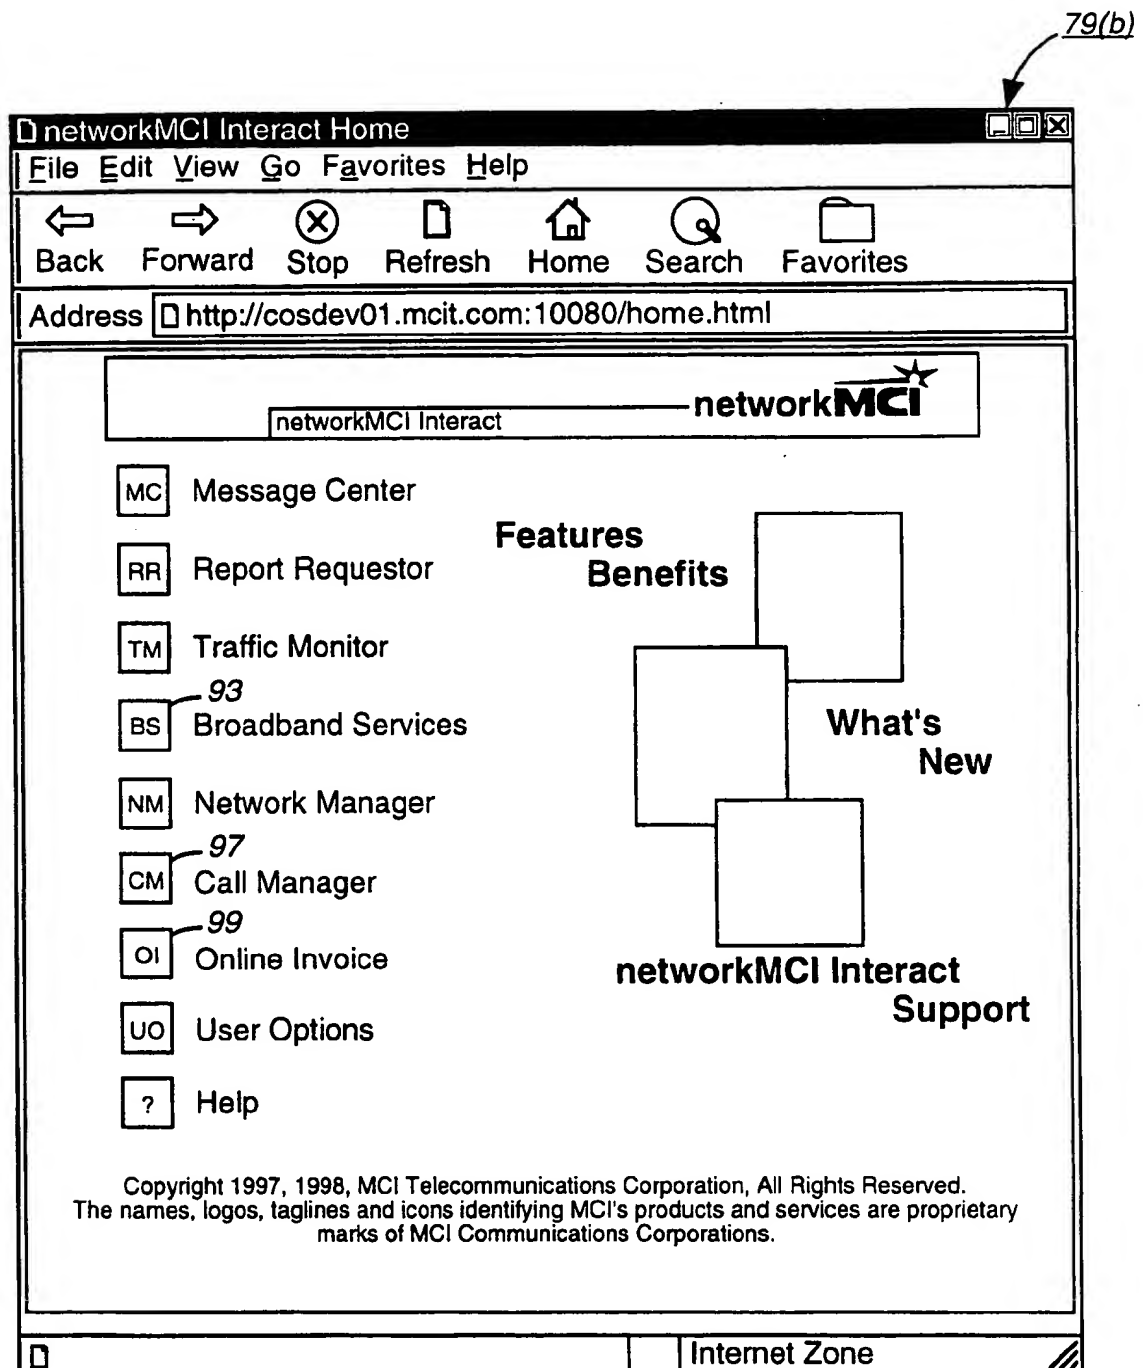 79(b)
networkMCI Interact Home
File Edit View Go Favorites Help
Back Forward Stop Refresh Home Search Favorites
Address http://cosdev01.mcit.com:10080/home.html
networkMCI
networkMCI Interact
MC Message Center
RR Report Requestor
TM Traffic Monitor
93
BS Broadband Services
NM Network Manager
97
CM Call Manager
99
OI Online Invoice
UO User Options
? Help
Features
Benefits
What's
New
networkMCI Interact
Support
Copyright 1997, 1998, MCI Telecommunications Corporation, All Rights Reserved.
The names, logos, taglines and icons identifying MCI's products and services are proprietary
marks of MCI Communications Corporations.
Internet Zone